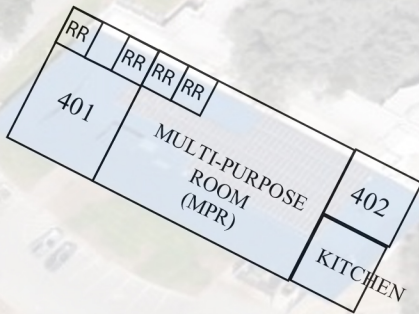 RR
RR
RR
RR
401
MULTI-PURPOSE
ROOM
(MPR)
402
KITCHEN